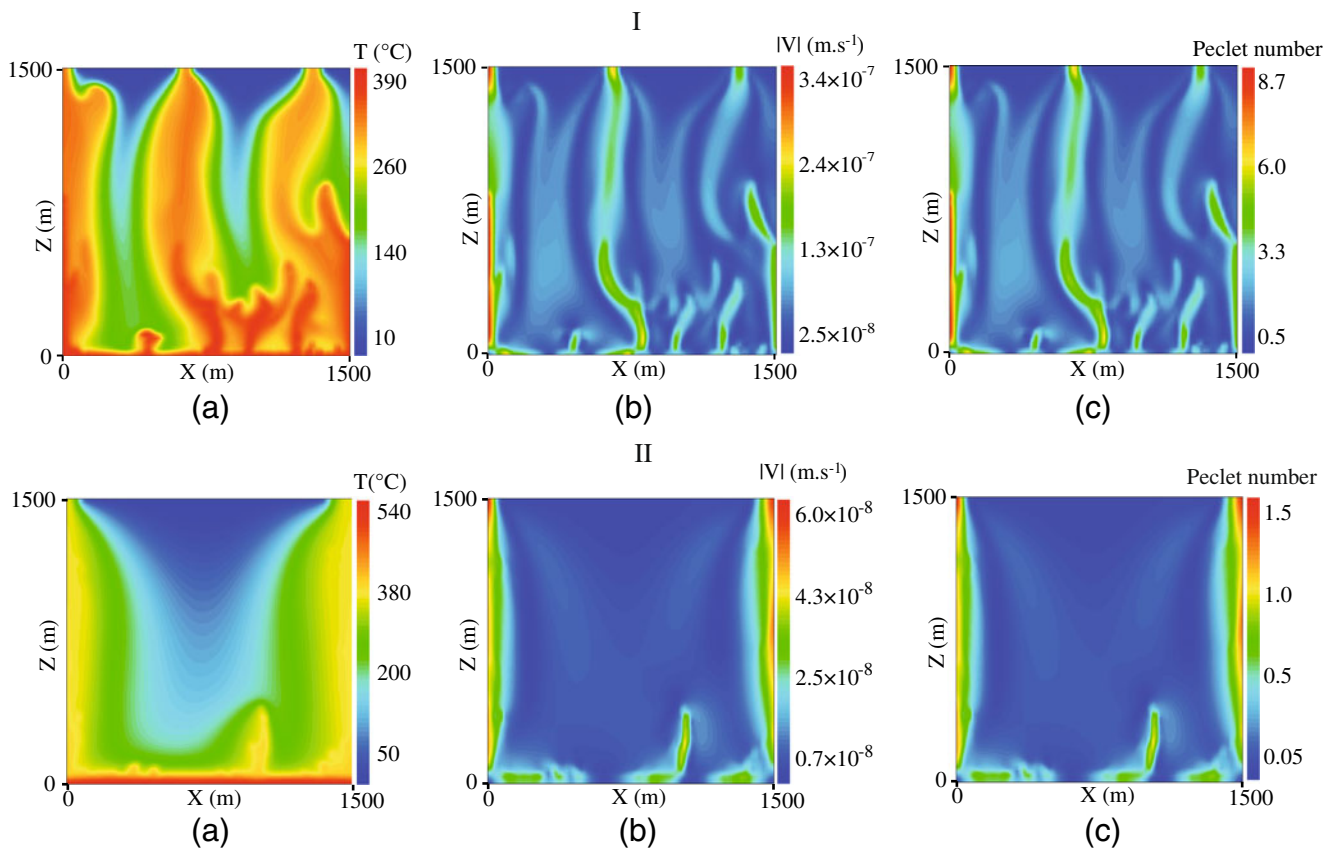 I
T (°C)
1500
390
260
140
10
Z (m)
0
0
X (m)
1500
(a)
|V| (m.s⁻¹)
1500
3.4×10⁻⁷
2.4×10⁻⁷
1.3×10⁻⁷
2.5×10⁻⁸
Z (m)
0
0
X (m)
1500
(b)
Peclet number
1500
8.7
6.0
3.3
0.5
Z (m)
0
0
X (m)
1500
(c)
II
T(°C)
1500
540
380
200
50
Z (m)
0
0
X (m)
1500
(a)
|V| (m.s⁻¹)
1500
6.0×10⁻⁸
4.3×10⁻⁸
2.5×10⁻⁸
0.7×10⁻⁸
Z (m)
0
0
X (m)
1500
(b)
Peclet number
1500
1.5
1.0
0.5
0.05
Z (m)
0
0
X (m)
1500
(c)